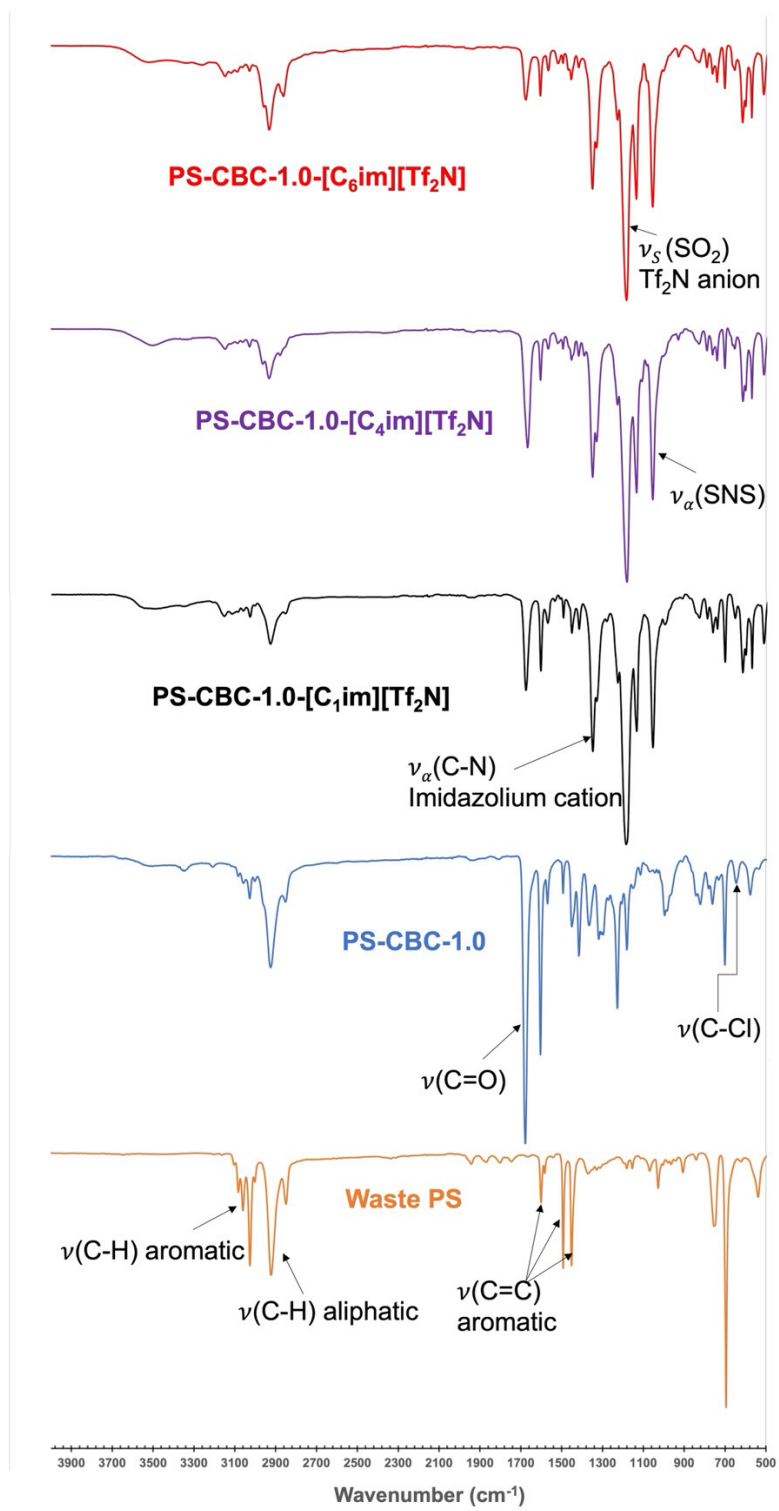 PS-CBC-1.0-[C₆im][Tf₂N]
𝜈ₛ(SO₂)
Tf₂N anion
PS-CBC-1.0-[C₄im][Tf₂N]
𝜈α(SNS)
PS-CBC-1.0-[C₁im][Tf₂N]
𝜈α(C-N)
Imidazolium cation
PS-CBC-1.0
𝜈(C-Cl)
𝜈(C=O)
Waste PS
𝜈(C-H) aromatic
𝜈(C-H) aliphatic
𝜈(C=C)
aromatic
3900 3700 3500 3300 3100 2900 2700 2500 2300 2100 1900 1700 1500 1300 1100 900 700 500
Wavenumber (cm⁻¹)